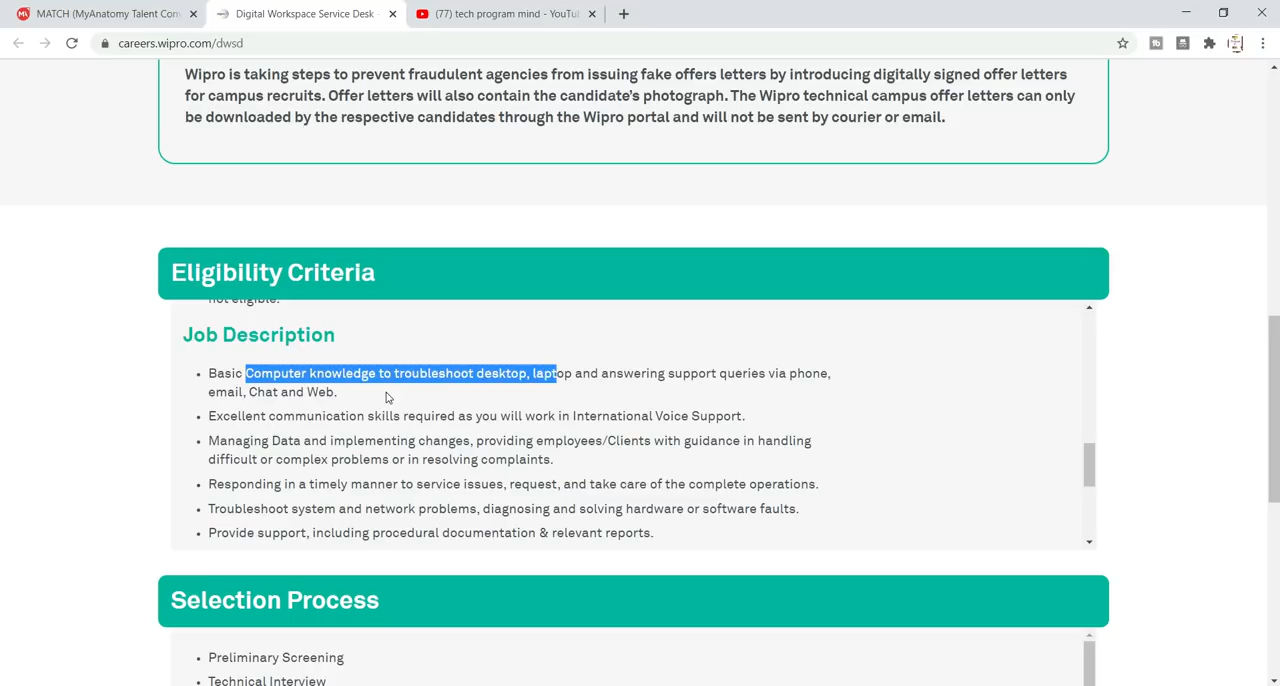 MATCH (MyAnatomy Talent Con
Digital Workspace Service Desk -
(77) tech program mind - YouTub
careers.wipro.com/dwsd
Wipro is taking steps to prevent fraudulent agencies from issuing fake offers letters by introducing digitally signed offer letters
for campus recruits. Offer letters will also contain the candidate's photograph. The Wipro technical campus offer letters can only
be downloaded by the respective candidates through the Wipro portal and will not be sent by courier or email.
Eligibility Criteria
not eligible.
Job Description
• Basic Computer knowledge to troubleshoot desktop, laptop and answering support queries via phone,
email, Chat and Web.
• Excellent communication skills required as you will work in International Voice Support.
• Managing Data and implementing changes, providing employees/Clients with guidance in handling
difficult or complex problems or in resolving complaints.
• Responding in a timely manner to service issues, request, and take care of the complete operations.
• Troubleshoot system and network problems, diagnosing and solving hardware or software faults.
• Provide support, including procedural documentation & relevant reports.
Selection Process
• Preliminary Screening
• Technical Interview